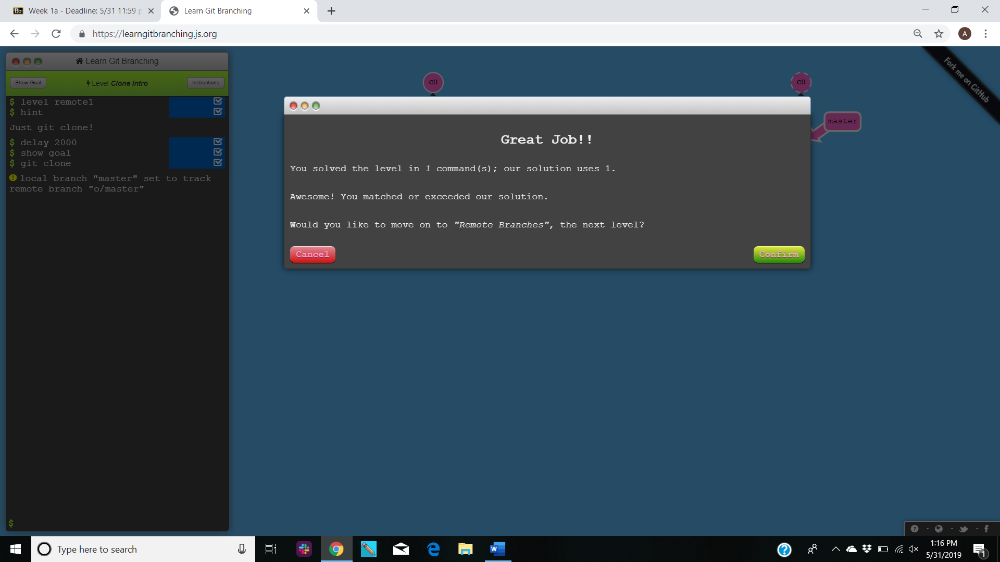 Bb Week 1a - Deadline: 5/31 11:59 p
Learn Git Branching
https://learngitbranching.js.org
A
Learn Git Branching
Show Goal
Level Clone Intro
Instructions
$ level remote1
$ hint
Just git clone!
$ delay 2000
$ show goal
$ git clone
local branch "master" set to track
remote branch "o/master"
$
C0
C0
master
Fork me on GitHub
Great Job!!
You solved the level in 1 command(s); our solution uses 1.
Awesome! You matched or exceeded our solution.
Would you like to move on to "Remote Branches", the next level?
Cancel
Confirm
Type here to search
1:16 PM
5/31/2019
1